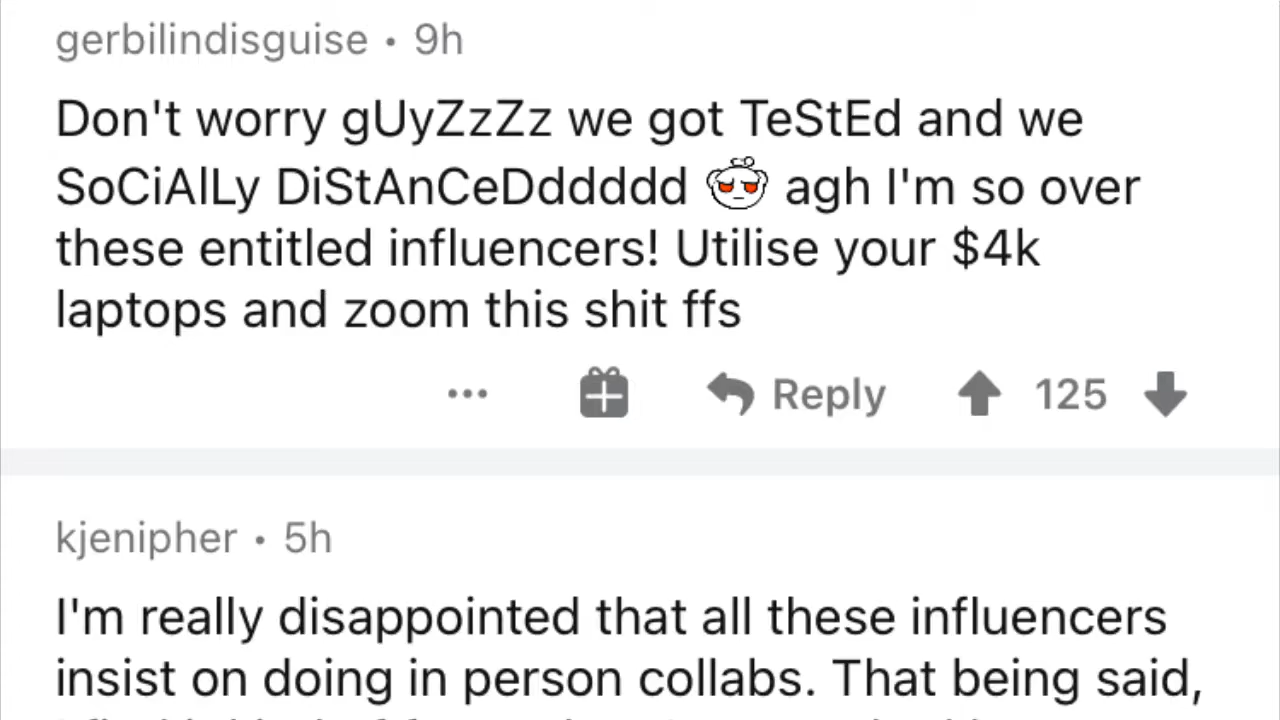 gerbilindisguise • 9h
Don't worry gUyZzZz we got TeStEd and we
SoCiAlLy DiStAnCeDddddd agh I'm so over
these entitled influencers! Utilise your $4k
laptops and zoom this shit ffs
Reply 125
kjenipher • 5h
I'm really disappointed that all these influencers
insist on doing in person collabs. That being said,